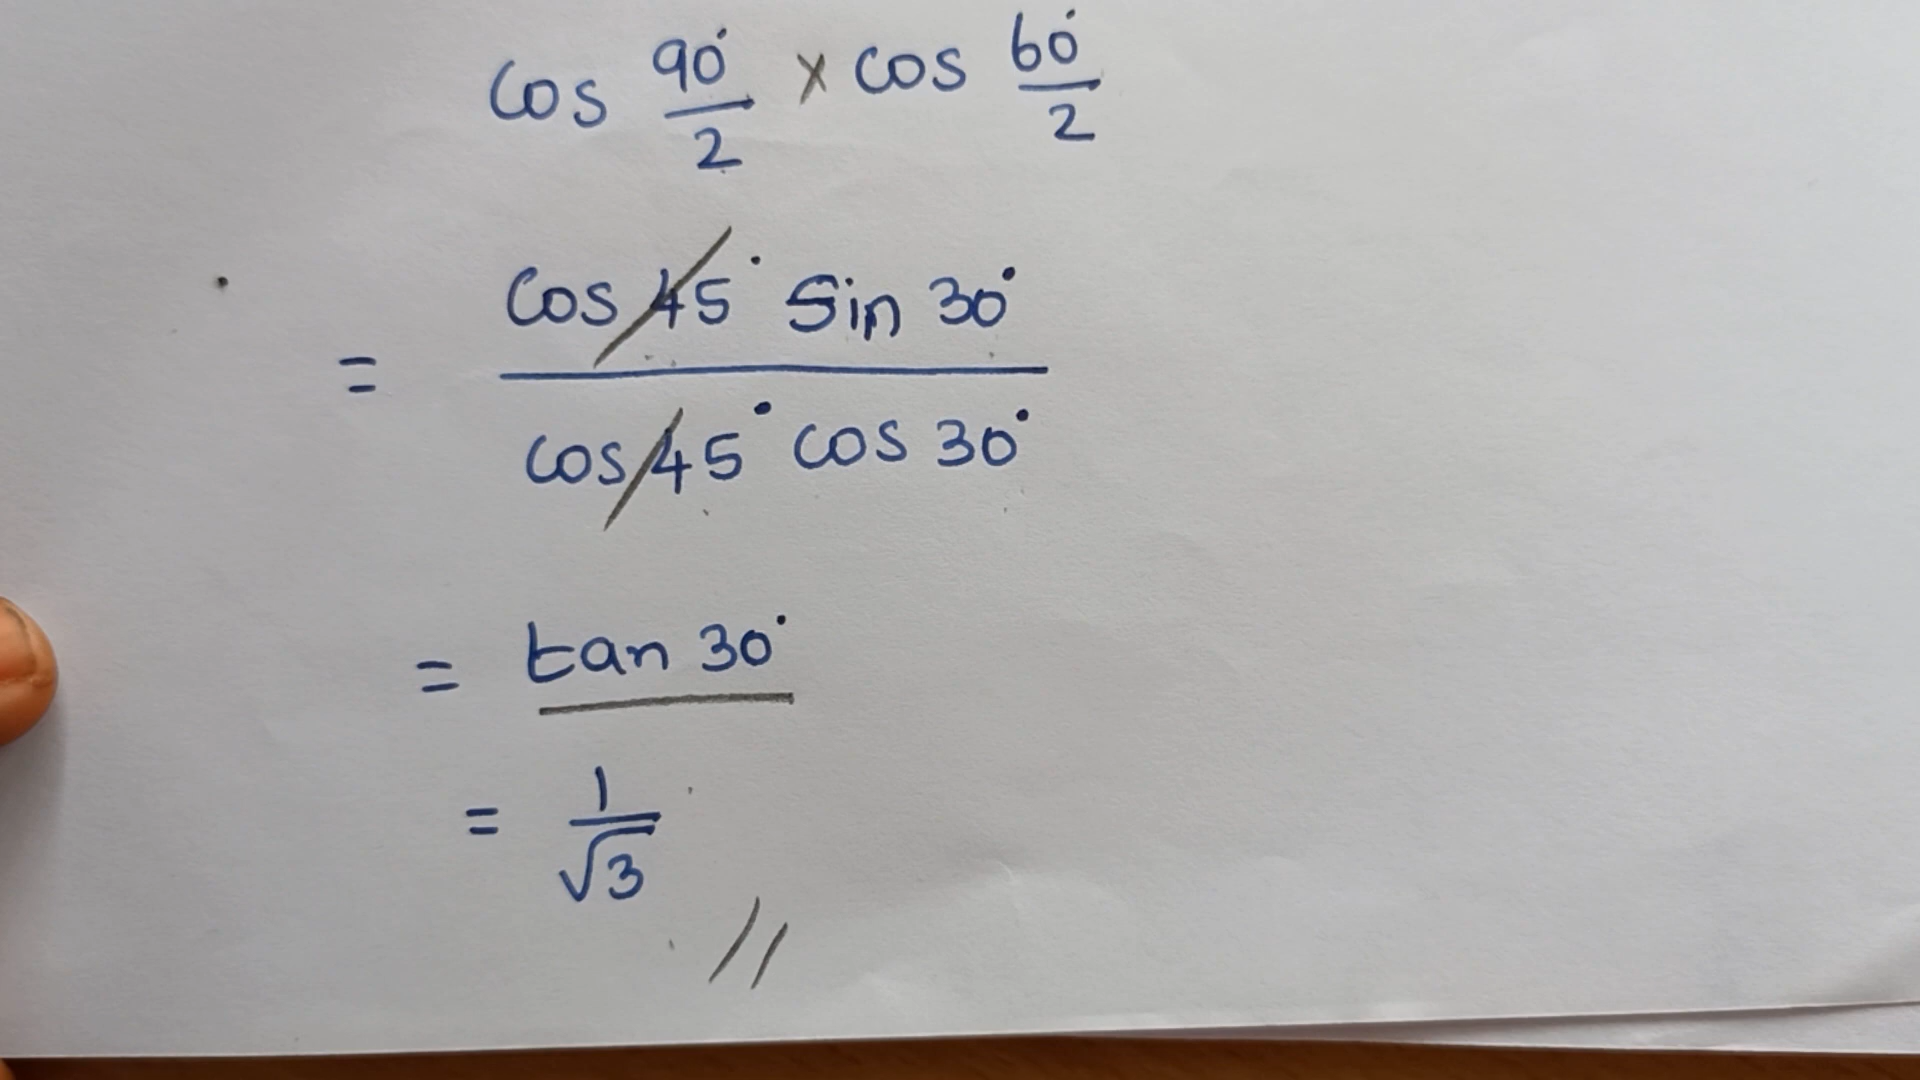 cos 90°/2 × cos 60°/2
= cos 45° sin 30° / cos 45° cos 30°
= tan 30°
= 1/√3 //